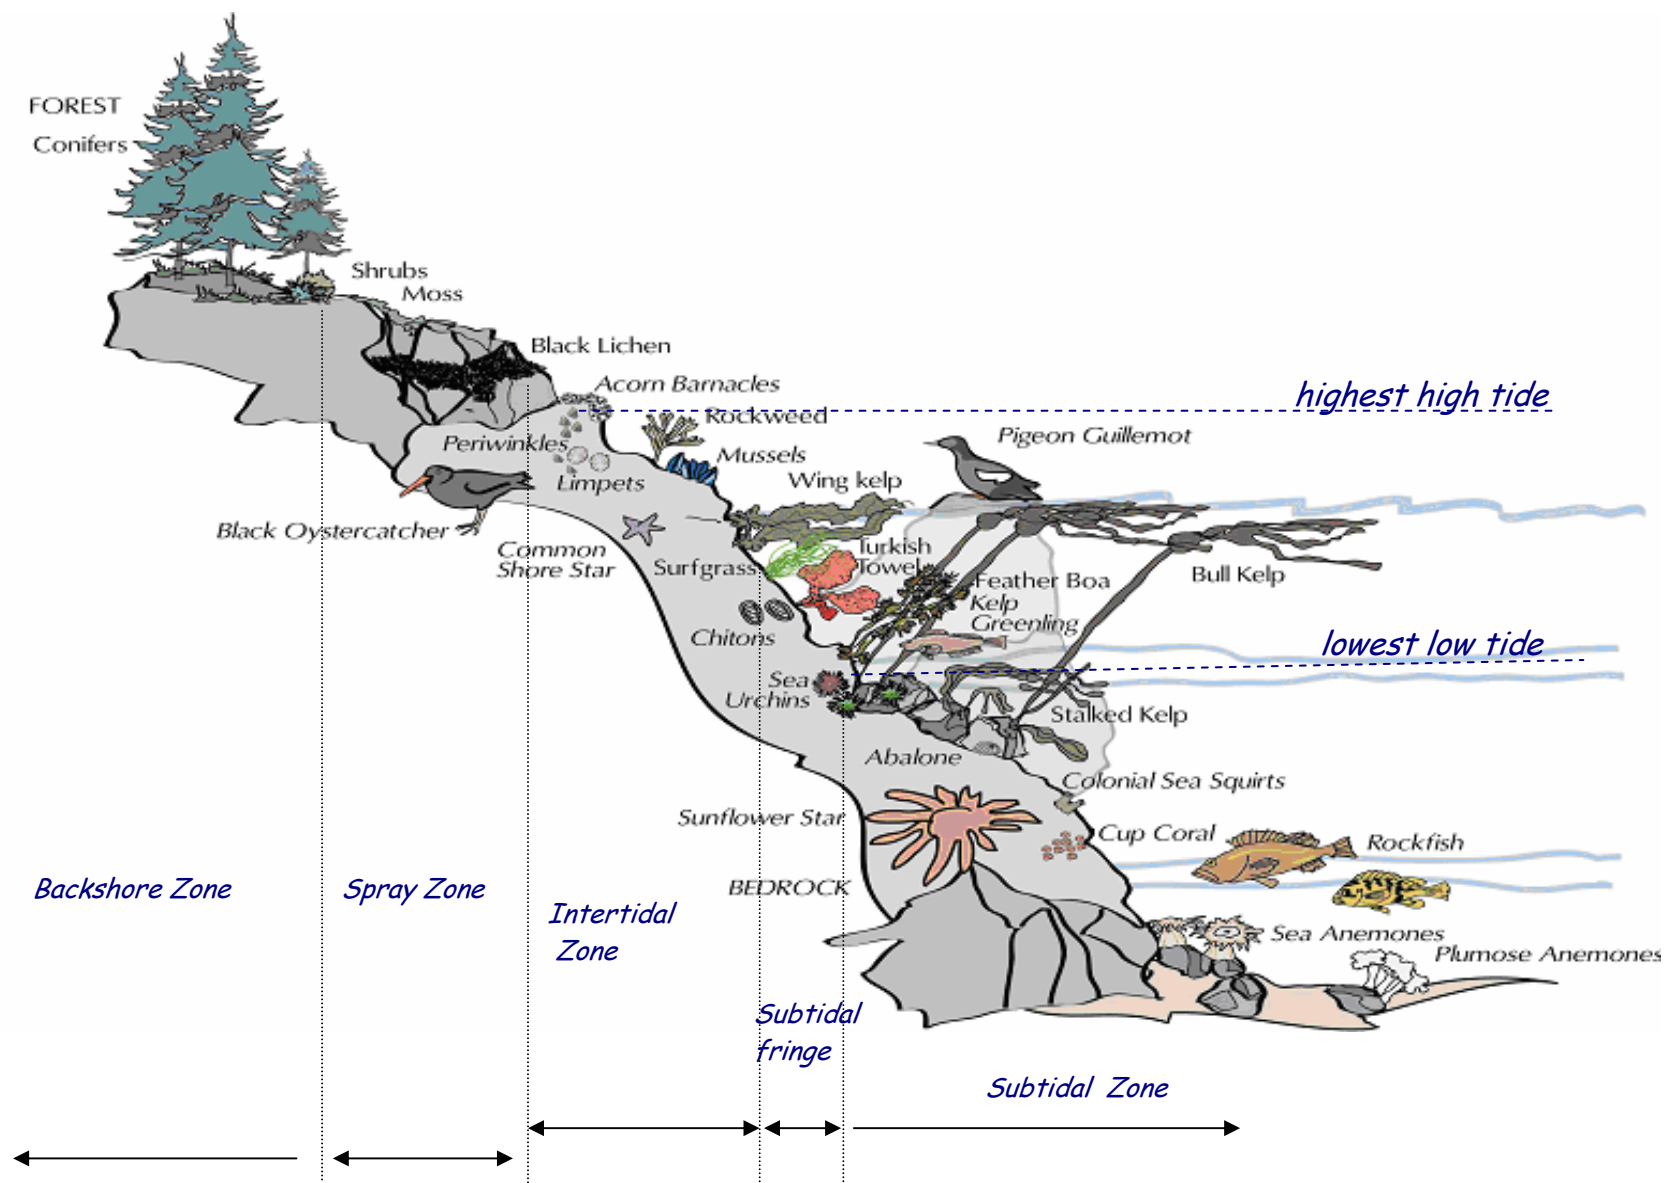 FOREST
Conifers
Shrubs
Moss
Black Lichen
Acorn Barnacles
highest high tide
Rockweed
Pigeon Guillemot
Periwinkles
Mussels
Limpets
Wing kelp
Black Oystercatcher
Common
Shore Star
Surfgrass
Turkish
Towel
Feather Boa
Kelp
Greenling
Bull Kelp
Chitons
lowest low tide
Sea
Urchins
Stalked Kelp
Abalone
Colonial Sea Squirts
Sunflower Star
Cup Coral
Rockfish
BEDROCK
Backshore Zone
Spray Zone
Intertidal
Zone
Sea Anemones
Plumose Anemones
Subtidal
fringe
Subtidal Zone